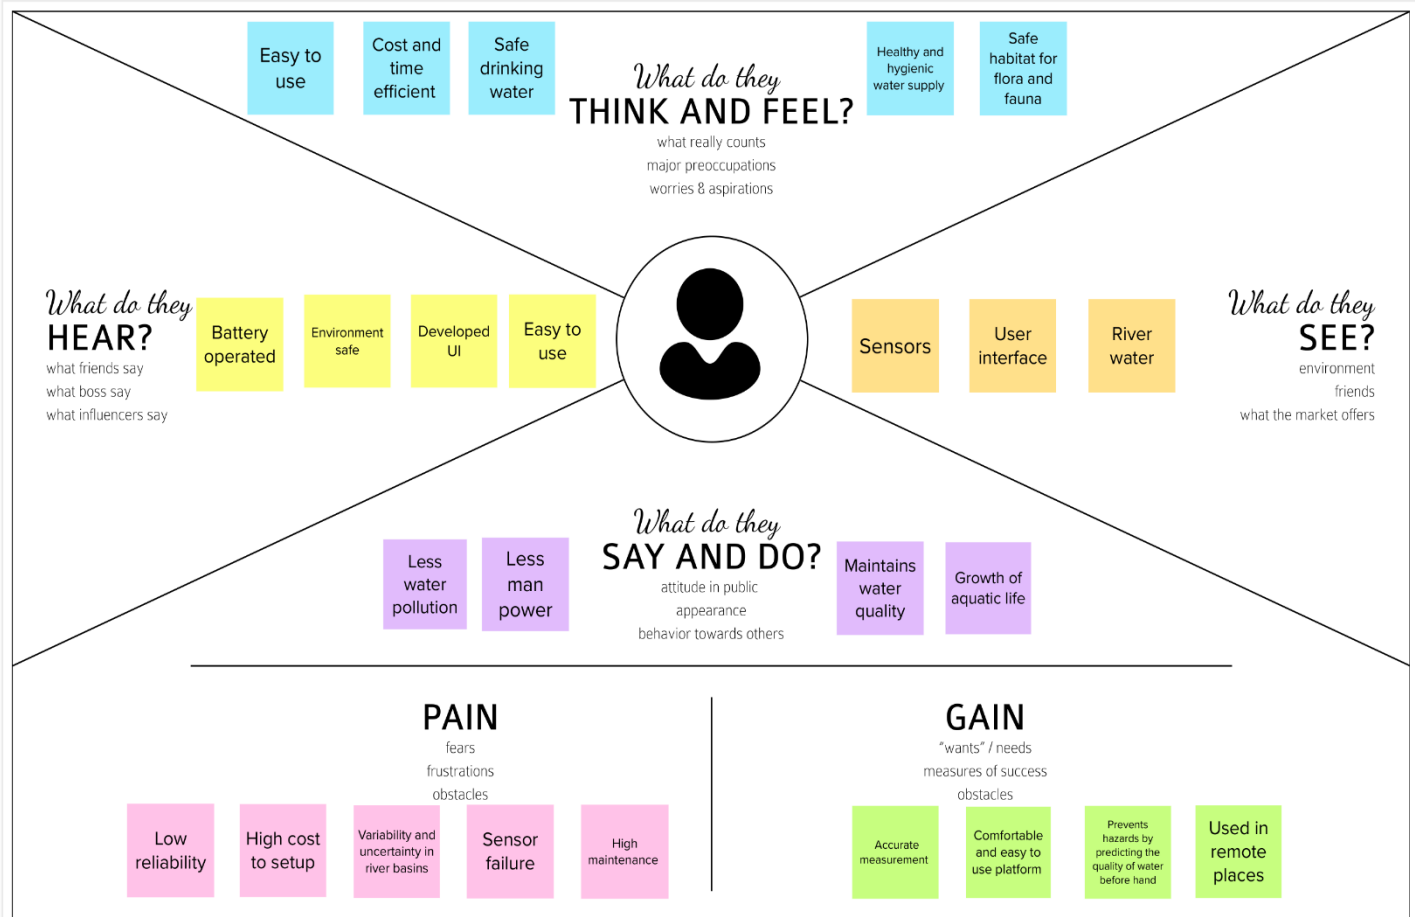 Easy to
use
Cost and
time
efficient
Safe
drinking
water
What do they
THINK AND FEEL?
what really counts
major preoccupations
worries & aspirations
Healthy and
hygienic
water supply
Safe
habitat for
flora and
fauna
What do they
HEAR?
what friends say
what boss say
what influencers say
Battery
operated
Environment
safe
Developed
UI
Easy to
use
Sensors
User
interface
River
water
What do they
SEE?
environment
friends
what the market offers
Less
water
pollution
Less
man
power
What do they
SAY AND DO?
attitude in public
appearance
behavior towards others
Maintains
water
quality
Growth of
aquatic life
PAIN
fears
frustrations
obstacles
Low
reliability
High cost
to setup
Variability and
uncertainty in
river basins
Sensor
failure
High
maintenance
GAIN
“wants” / needs
measures of success
obstacles
Accurate
measurement
Comfortable
and easy to
use platform
Prevents
hazards by
predicting the
quality of water
before hand
Used in
remote
places